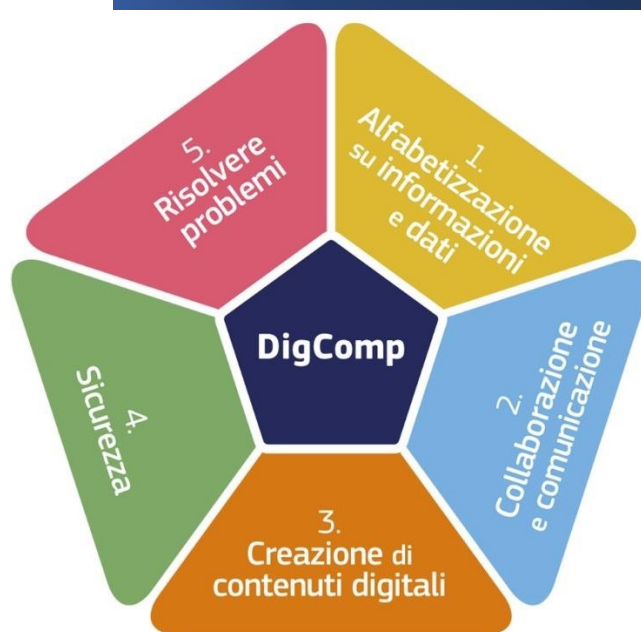 DigComp
1.
Alfabetizzazione
su informazioni
e dati
2.
Collaborazione
e comunicazione
3.
Creazione di
contenuti digitali
4.
Sicurezza
5.
Risolvere
problemi